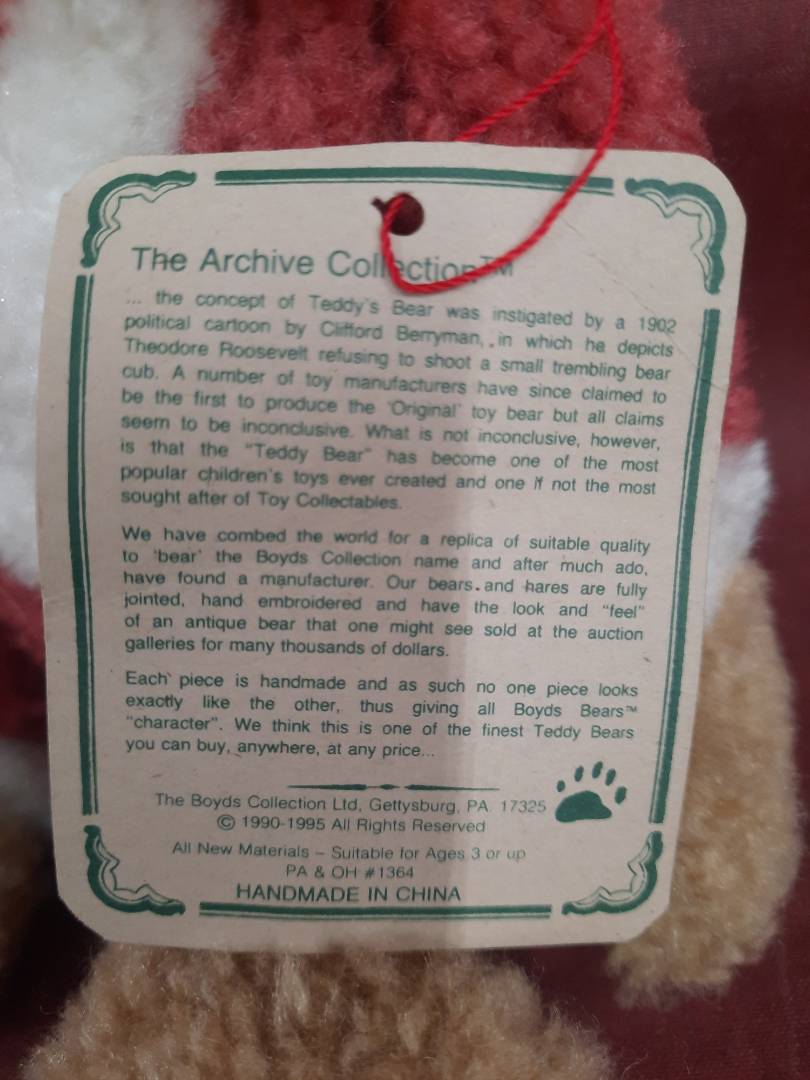 The Archive Collection™
... the concept of Teddy's Bear was instigated by a 1902
political cartoon by Clifford Berryman, in which he depicts
Theodore Roosevelt refusing to shoot a small trembling bear
cub. A number of toy manufacturers have since claimed to
be the first to produce the 'Original' toy bear but all claims
seem to be inconclusive. What is not inconclusive, however,
is that the "Teddy Bear" has become one of the most
popular children's toys ever created and one if not the most
sought after of Toy Collectables.
We have combed the world for a replica of suitable quality
to 'bear' the Boyds Collection name and after much ado,
have found a manufacturer. Our bears and hares are fully
jointed, hand embroidered and have the look and "feel"
of an antique bear that one might see sold at the auction
galleries for many thousands of dollars.
Each piece is handmade and as such no one piece looks
exactly like the other, thus giving all Boyds Bears™
"character". We think this is one of the finest Teddy Bears
you can buy, anywhere, at any price...
The Boyds Collection Ltd, Gettysburg, PA. 17325
© 1990-1995 All Rights Reserved
All New Materials – Suitable for Ages 3 or up
PA & OH #1364
HANDMADE IN CHINA